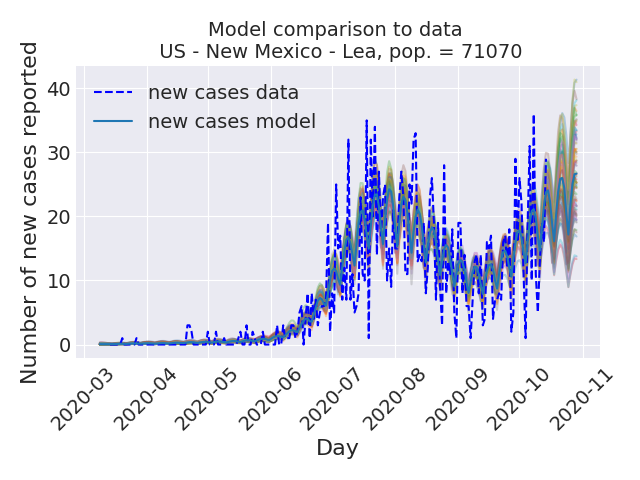 Model comparison to data
US - New Mexico - Lea, pop. = 71070
Number of new cases reported
40
30
20
10
0
new cases data
new cases model
2020-03
2020-04
2020-05
2020-06
2020-07
2020-08
2020-09
2020-10
2020-11
Day